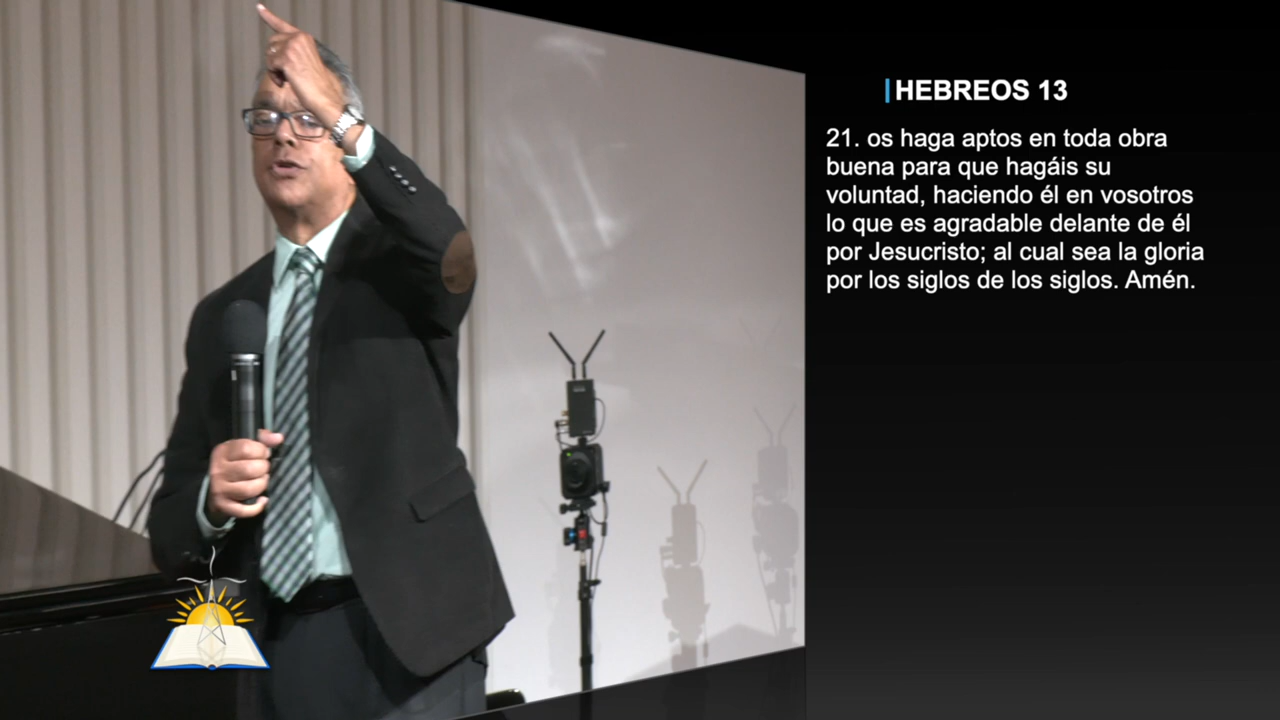 HEBREOS 13
21. os haga aptos en toda obra
buena para que hagáis su
voluntad, haciendo él en vosotros
lo que es agradable delante de él
por Jesucristo; al cual sea la gloria
por los siglos de los siglos. Amén.